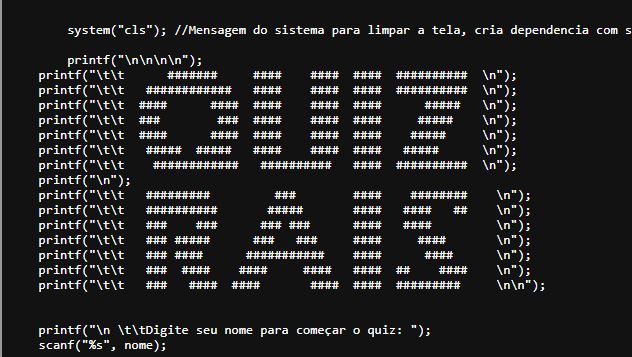 system("cls"); //Mensagem do sistema para limpar a tela, cria dependencia com s
printf("\n\n\n\n");
printf("\t\t      #######     ####    ####  ####  ##########  \n");
printf("\t\t   ############   ####    ####  ####  ##########  \n");
printf("\t\t  ####      ####  ####    ####  ####      #####   \n");
printf("\t\t  ###        ###  ####    ####  ####     #####    \n");
printf("\t\t  ####      ####  ####    ####  ####    #####     \n");
printf("\t\t   #####  #####   ####    ####  ####   #####      \n");
printf("\t\t    ############   ##########   ####  ##########  \n");
printf("\n");
printf("\t\t   #########         ###        ####    ########    \n");
printf("\t\t   ##########       #####       ####   ####   ##    \n");
printf("\t\t   ###    ###      ### ###      ####   ####         \n");
printf("\t\t   ### #####      ###   ###     ####     ####       \n");
printf("\t\t   ### ####      ###########    ####      ####      \n");
printf("\t\t   ###  ####    ####     ####   ####  ##    ####    \n");
printf("\t\t   ###   ####  ####       ####  ####  #########     \n\n");
printf("\n \t\tDigite seu nome para começar o quiz: ");
scanf("%s", nome);